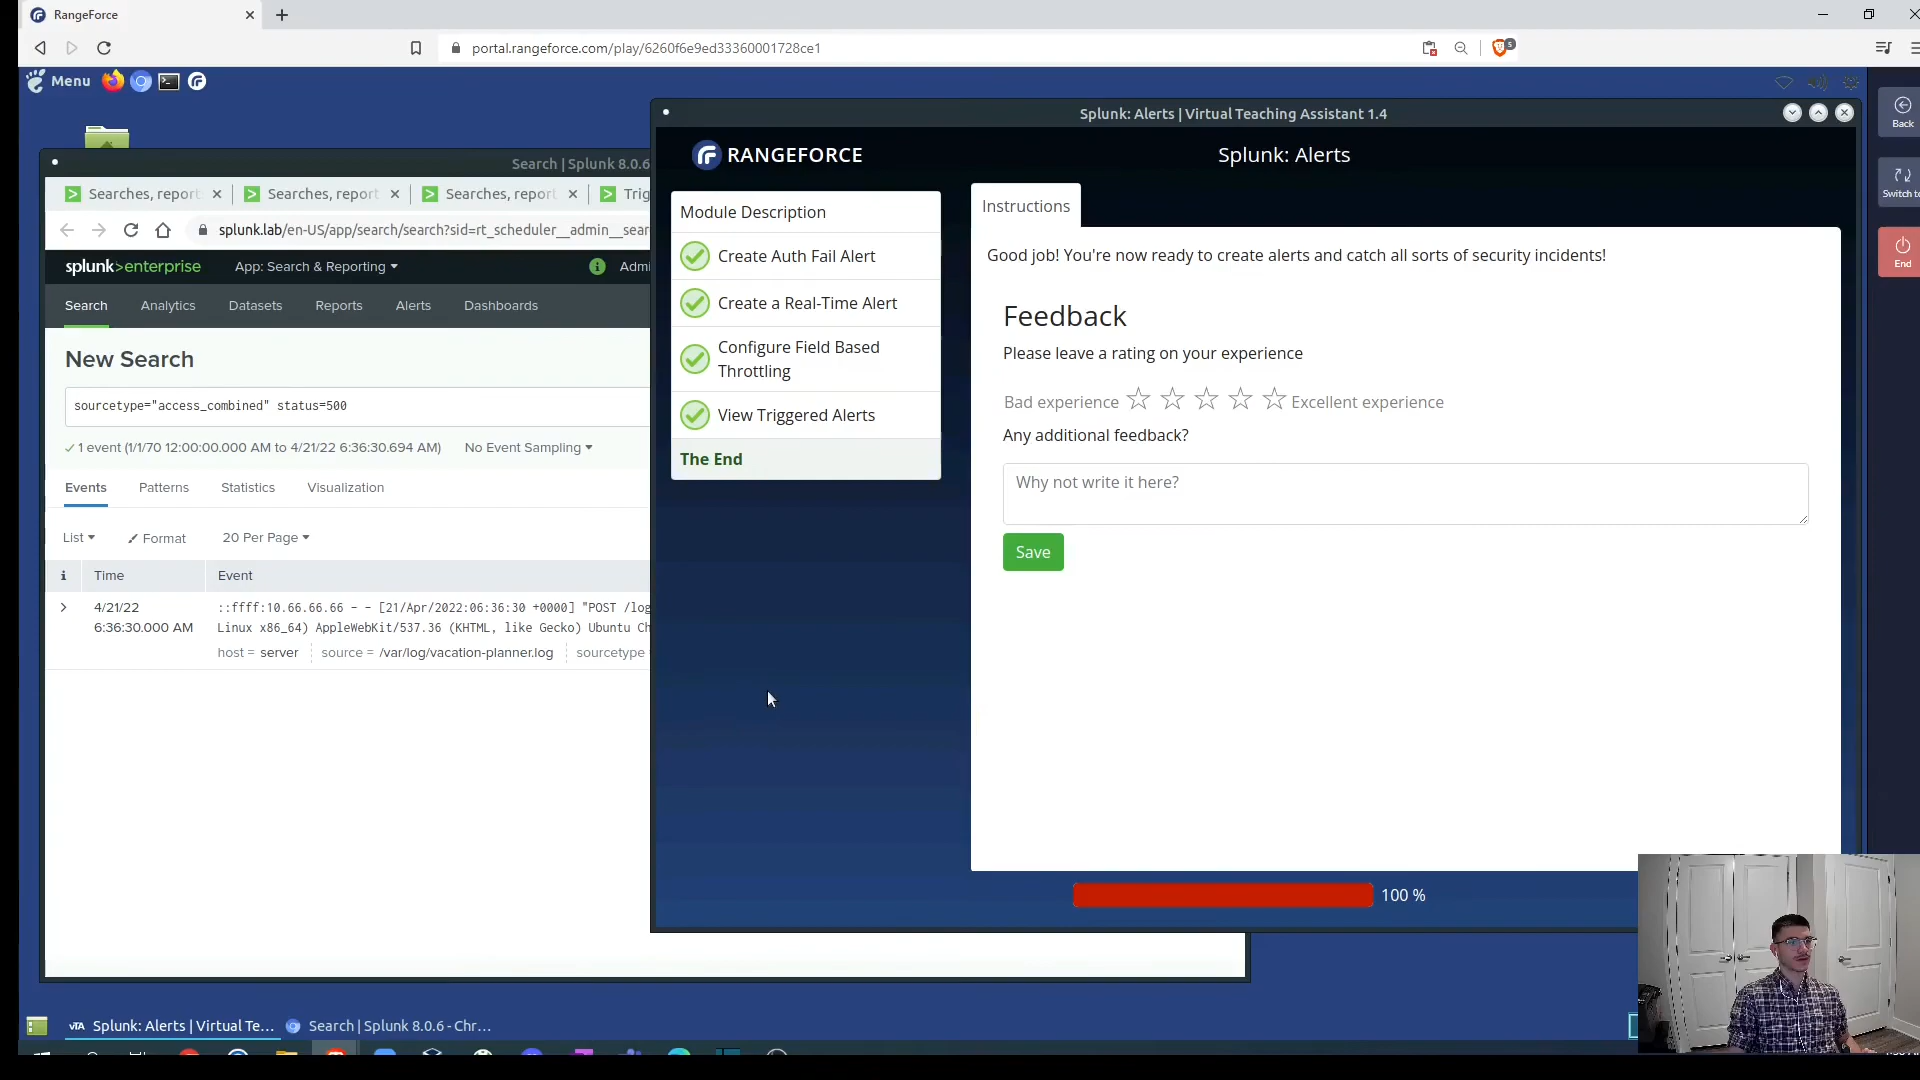 RangeForce
portal.rangeforce.com/play/6260f6e9ed33360001728ce1
5
Menu
Back
Switch to
End
Splunk: Alerts | Virtual Teaching Assistant 1.4
RANGEFORCE
Splunk: Alerts
Module Description
Create Auth Fail Alert
Create a Real-Time Alert
Configure Field Based
Throttling
View Triggered Alerts
The End
Instructions
Good job! You're now ready to create alerts and catch all sorts of security incidents!
Feedback
Please leave a rating on your experience
Bad experience
Excellent experience
Any additional feedback?
Why not write it here?
Save
100 %
Search | Splunk 8.0.6
Searches, repor
Searches, report
Searches, repor
Trig
splunk.lab/en-US/app/search/search?sid=rt_scheduler__admin__sear
splunk>enterprise
App: Search & Reporting
Admi
Search
Analytics
Datasets
Reports
Alerts
Dashboards
New Search
sourcetype="access_combined" status=500
1 event (1/1/70 12:00:00.000 AM to 4/21/22 6:36:30.694 AM)
No Event Sampling
Events
Patterns
Statistics
Visualization
List
Format
20 Per Page
i
Time
Event
4/21/22
6:36:30.000 AM
::ffff:10.66.66.66 - - [21/Apr/2022:06:36:30 +0000] "POST /log
Linux x86_64) AppleWebKit/537.36 (KHTML, like Gecko) Ubuntu Ch
host = server
source = /var/log/vacation-planner.log
sourcetype
VTA
Splunk: Alerts | Virtual Te...
Search | Splunk 8.0.6 - Chr...